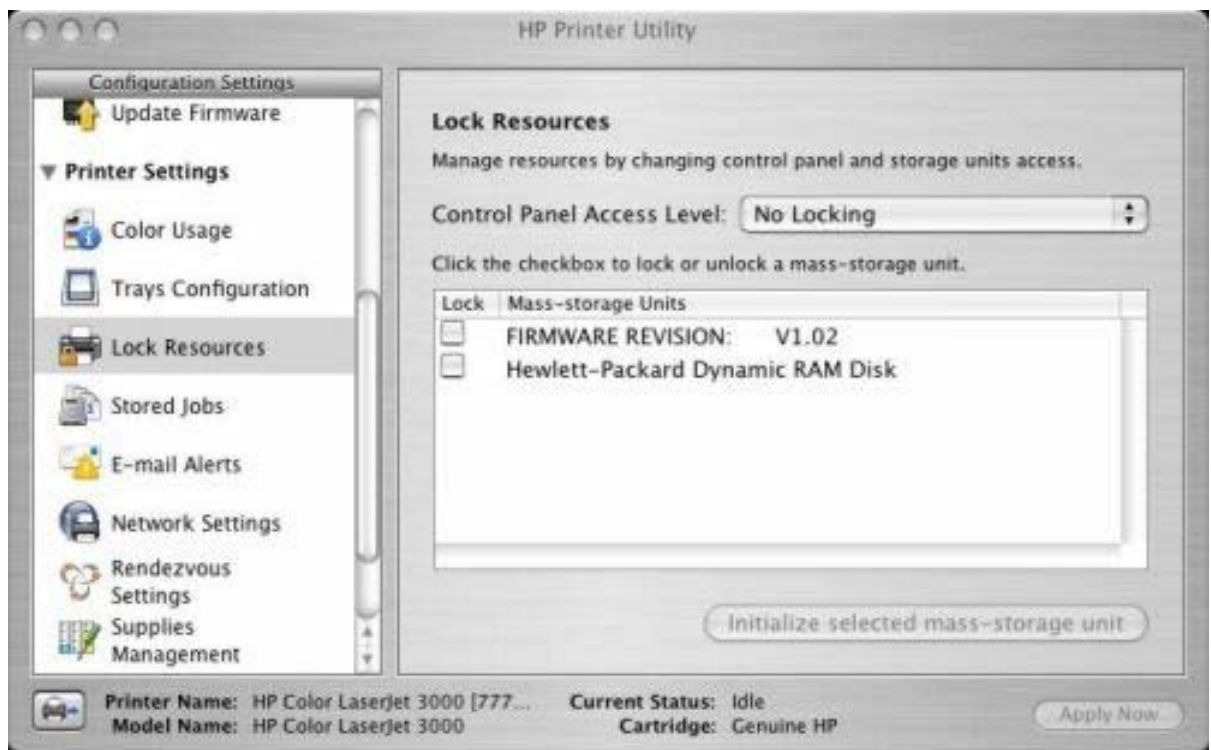 HP Printer Utility
Configuration Settings
Update Firmware
Printer Settings
Color Usage
Trays Configuration
Lock Resources
Stored Jobs
E-mail Alerts
Network Settings
Rendezvous
Settings
Supplies
Management
Lock Resources
Manage resources by changing control panel and storage units access.
Control Panel Access Level: No Locking
Click the checkbox to lock or unlock a mass-storage unit.
Lock Mass-storage Units
FIRMWARE REVISION: V1.02
Hewlett-Packard Dynamic RAM Disk
Initialize selected mass-storage unit
Printer Name: HP Color LaserJet 3000 [777... Current Status: Idle
Model Name: HP Color LaserJet 3000 Cartridge: Genuine HP
Apply Now